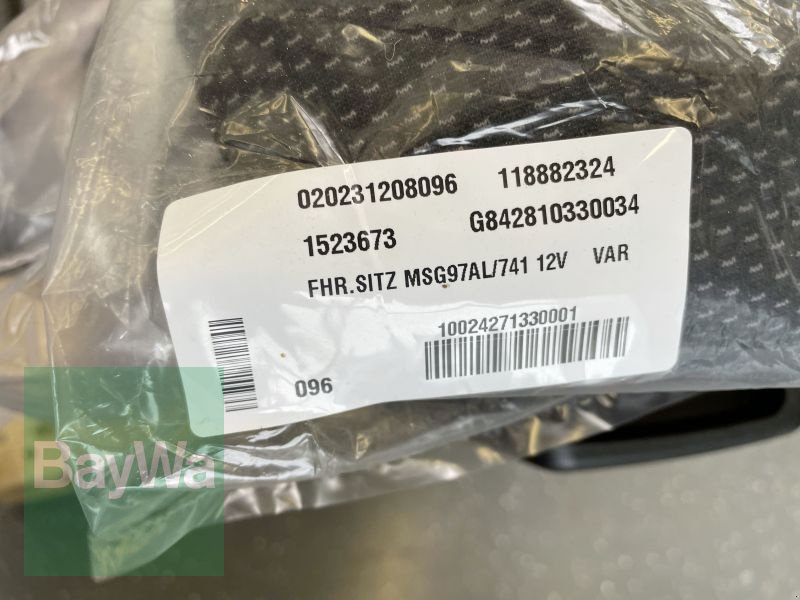 020231208096 118882324
1523673 G842810330034
FHR.SITZ MSG97AL/741 12V VAR
10024271330001
096
BayWa